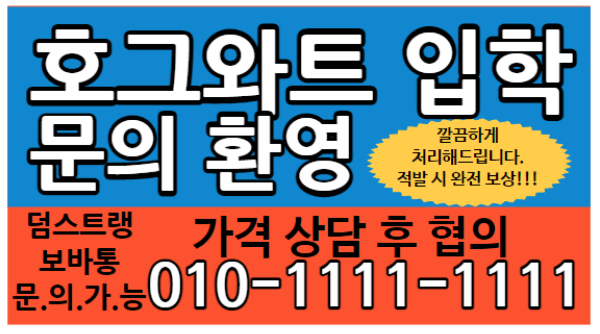 호그와트 입학
문의 환영
깔끔하게
처리해드립니다.
적발 시 완전 보상!!!
덤스트랭
보바통
문.의.가.능
가격 상담 후 협의
010-1111-1111